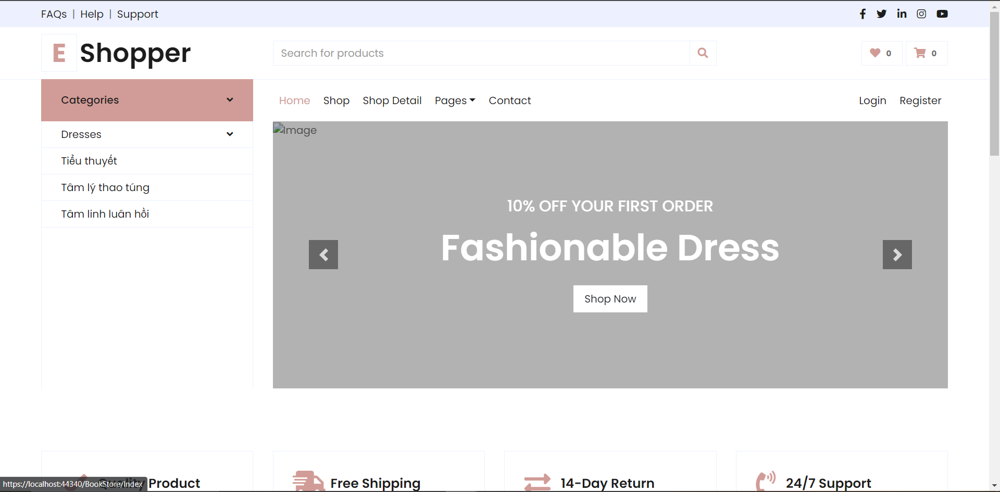 FAQs | Help | Support
E Shopper
Search for products
0
0
Categories
Home Shop Shop Detail Pages Contact
Login Register
Dresses
Tiểu thuyết
Tâm lý thao túng
Tâm linh luân hồi
Image
10% OFF YOUR FIRST ORDER
Fashionable Dress
Shop Now
Quality Product
Free Shipping
14-Day Return
24/7 Support
https://localhost:44340/BookStore/Index